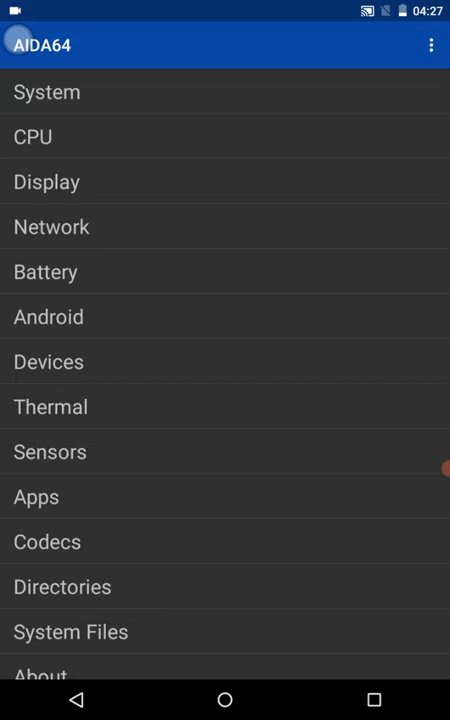 04:27
AIDA64
System
CPU
Display
Network
Battery
Android
Devices
Thermal
Sensors
Apps
Codecs
Directories
System Files
About